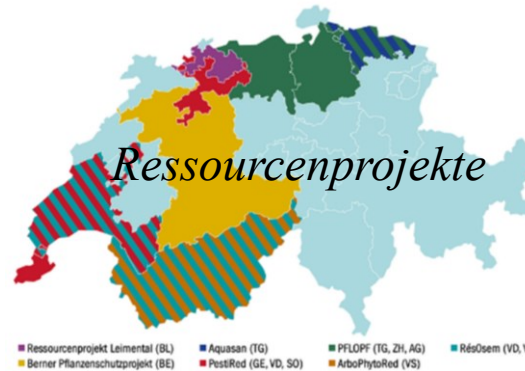 Ressourcenprojekte
Ressourcenprojekt Leimental (BL) Aquasan (TG) PFLOPF (TG, ZH, AG) RésOsem (VD,
Berner Pflanzenschutzprojekt (BE) PestiRed (GE, VD, SO) ArboPhytoRed (VS)